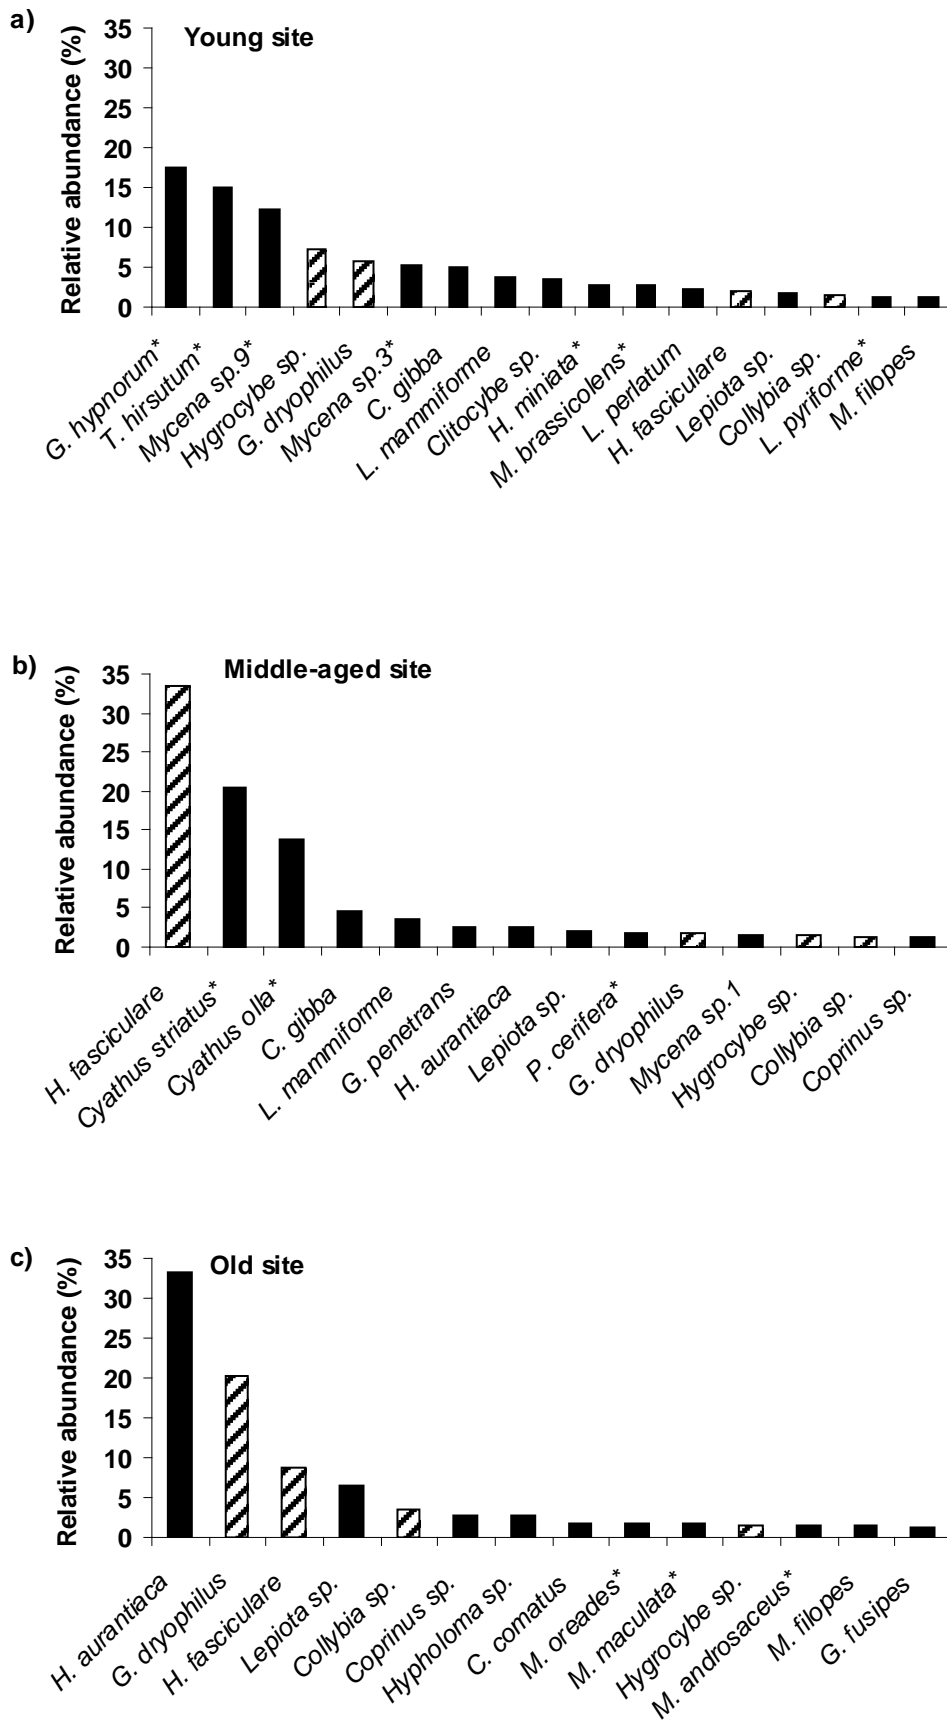 a)
Young site
Relative abundance (%)
35
30
25
20
15
10
5
0
G. hypnorum*
T. hirsutum*
Mycena sp.9*
Hygrocybe sp.
G. dryophilus
Mycena sp.3*
C. gibba
L. mammiforme
Clitocybe sp.
H. miniata*
M. brassicolens*
L. perlatum
H. fasciculare
Lepiota sp.
Collybia sp.
L. pyriforme*
M. filopes
b)
Middle-aged site
Relative abundance (%)
35
30
25
20
15
10
5
0
H. fasciculare
Cyathus striatus*
Cyathus olla*
C. gibba
L. mammiforme
G. penetrans
H. aurantiaca
Lepiota sp.
P. cerifera*
G. dryophilus
Mycena sp.1
Hygrocybe sp.
Collybia sp.
Coprinus sp.
c)
Old site
Relative abundance (%)
35
30
25
20
15
10
5
0
H. aurantiaca
G. dryophilus
H. fasciculare
Lepiota sp.
Collybia sp.
Coprinus sp.
Hypholoma sp.
C. comatus
M. oreades*
M. maculata*
Hygrocybe sp.
M. androsaceus*
M. filopes
G. fusipes